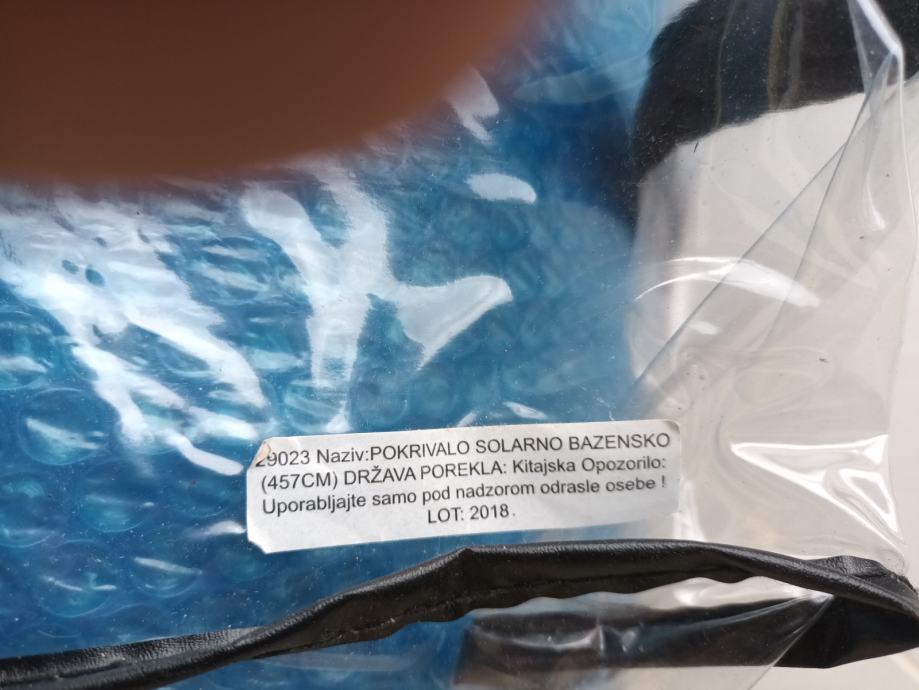 29023 Naziv:POKRIVALO SOLARNO BAZENSKO
(457CM) DRŽAVA POREKLA: Kitajska Opozorilo:
Uporabljajte samo pod nadzorom odrasle osebe !
LOT: 2018.